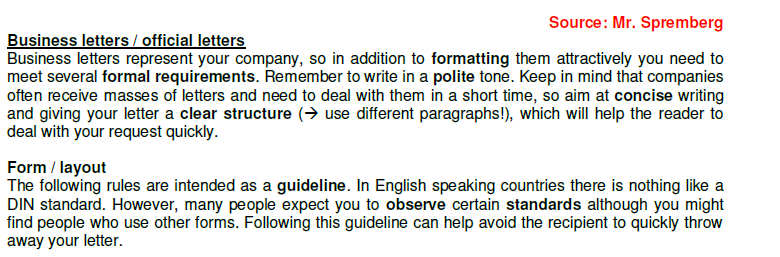 Source: Mr. Spremberg
Business letters / official letters
Business letters represent your company, so in addition to formatting them attractively you need to
meet several formal requirements. Remember to write in a polite tone. Keep in mind that companies
often receive masses of letters and need to deal with them in a short time, so aim at concise writing
and giving your letter a clear structure (→ use different paragraphs!), which will help the reader to
deal with your request quickly.
Form / layout
The following rules are intended as a guideline. In English speaking countries there is nothing like a
DIN standard. However, many people expect you to observe certain standards although you might
find people who use other forms. Following this guideline can help avoid the recipient to quickly throw
away your letter.